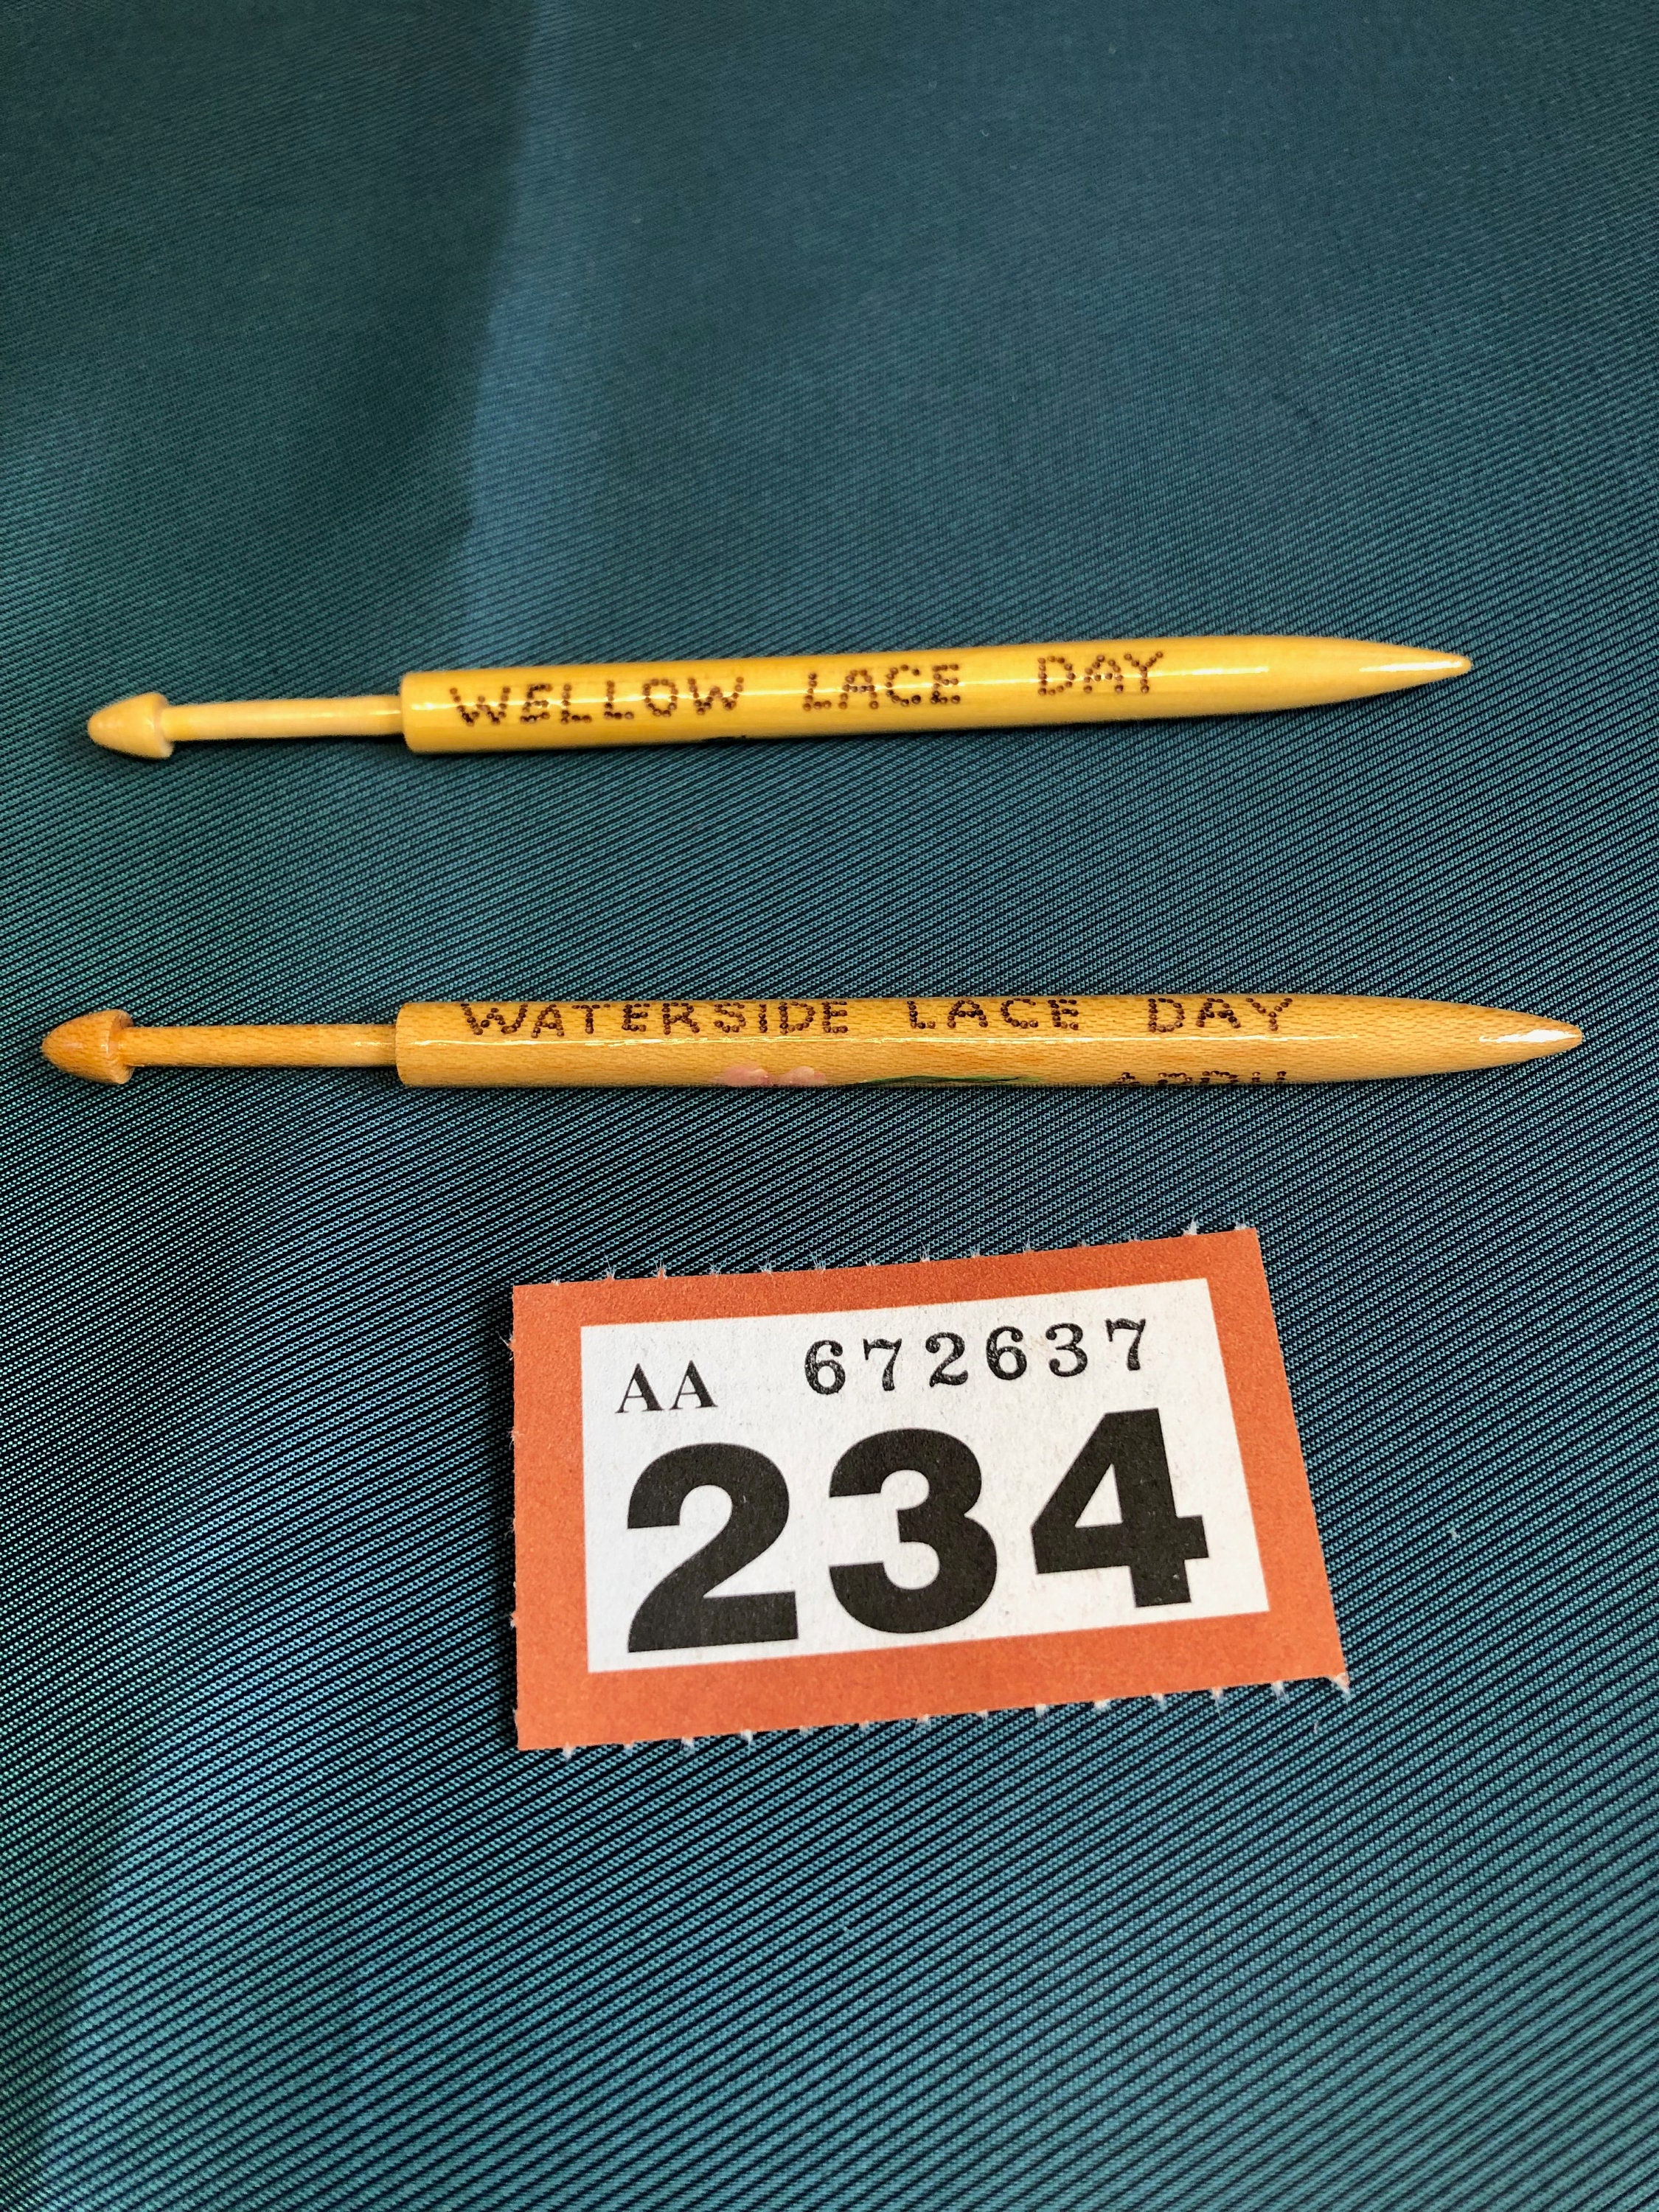 WELLOW LACE DAY
WATERSIDE LACE DAY
AA 672637
234